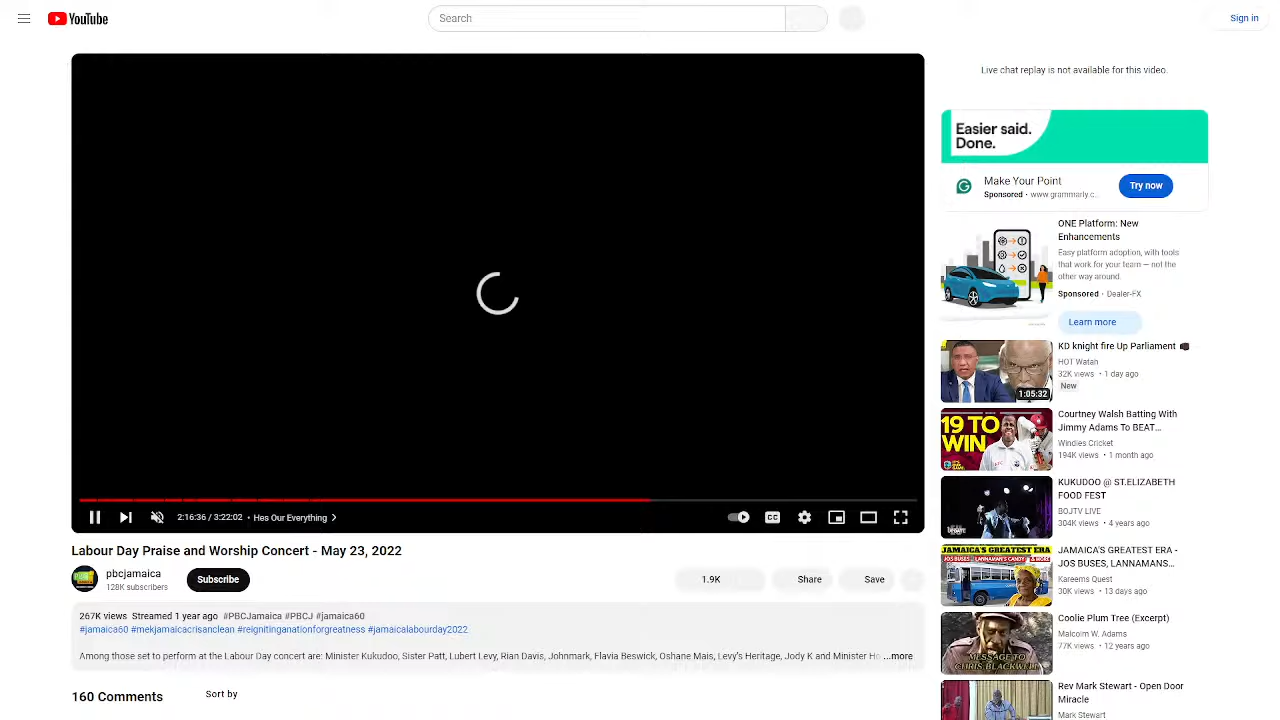 YouTube
Search
Sign in
Live chat replay is not available for this video.
Easier said.
Done.
Make Your Point
Sponsored · www.grammarly.c...
Try now
ONE Platform: New
Enhancements
Easy platform adoption, with tools
that work for your team — not the
other way around.
Sponsored · Dealer-FX
Learn more
KD knight fire Up Parliament
HOT Watah
32K views • 1 day ago
New
1:05:32
19 TO
WIN
Courtney Walsh Batting With
Jimmy Adams To BEAT...
Windies Cricket
194K views • 1 month ago
KUKUDOO @ ST.ELIZABETH
FOOD FEST
BOJTV LIVE
304K views • 4 years ago
JAMAICA'S GREATEST ERA
JAMAICA'S GREATEST ERA -
JOS BUSES, LANNAMANS...
Kareems Quest
30K views • 13 days ago
Coolie Plum Tree (Excerpt)
Malcolm W. Adams
77K views • 12 years ago
MESSAGE TO
CHRIS BLACKWELL
Rev Mark Stewart - Open Door
Miracle
Mark Stewart
2:16:36 / 3:22:02 • Hes Our Everything
CC
Labour Day Praise and Worship Concert - May 23, 2022
pbcjamaica
128K subscribers
Subscribe
1.9K
Share
Save
267K views Streamed 1 year ago #PBCJamaica #PBCJ #jamaica60
#jamaica60 #mekjamaicacrisanclean #reignitinganationforgreatness #jamaicalabourday2022
Among those set to perform at the Labour Day concert are: Minister Kukudoo, Sister Patt, Lubert Levy, Rian Davis, Johnmark, Flavia Beswick, Oshane Mais, Levy's Heritage, Jody K and Minister Ho ...more
160 Comments
Sort by